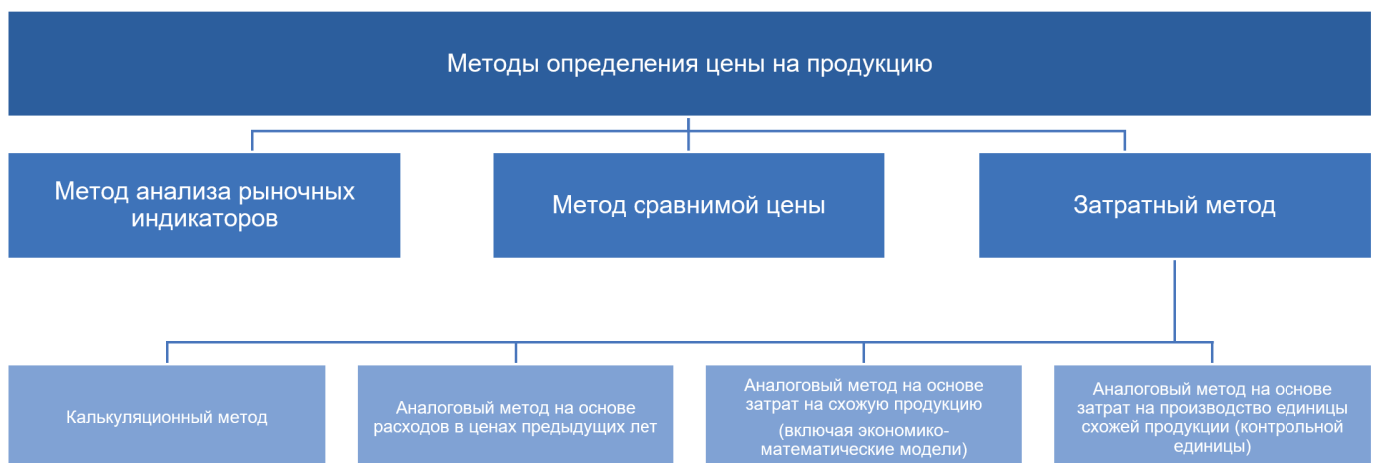 Методы определения цены на продукцию
Метод анализа рыночных
индикаторов
Метод сравнимой цены
Затратный метод
Калькуляционный метод
Аналоговый метод на основе
расходов в ценах предыдущих лет
Аналоговый метод на основе
затрат на схожую продукцию
(включая экономико-
математические модели)
Аналоговый метод на основе
затрат на производство единицы
схожей продукции (контрольной
единицы)